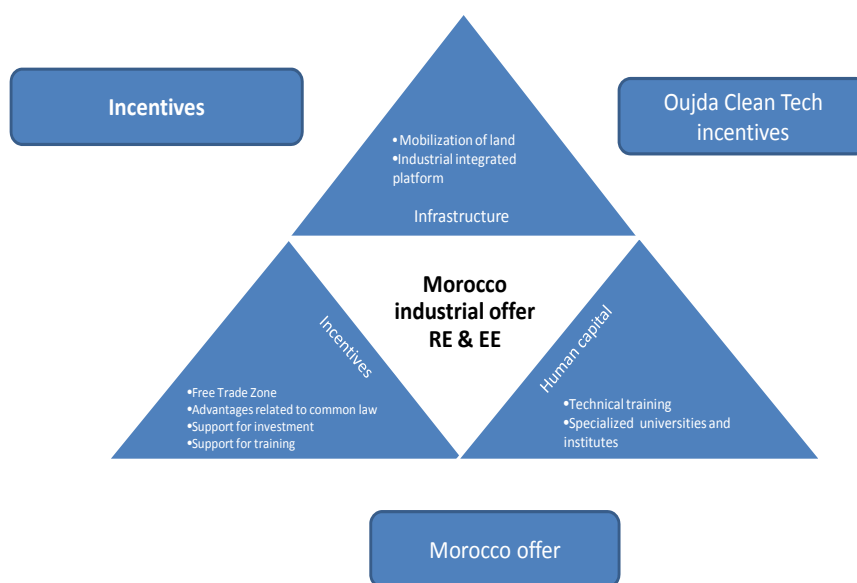 Incentives
Oujda Clean Tech
incentives
• Mobilization of land
• Industrial integrated
platform
Infrastructure
Morocco
industrial offer
RE & EE
Incentives
•Free Trade Zone
•Advantages related to common law
•Support for investment
•Support for training
Human capital
•Technical training
•Specialized universities and
institutes
Morocco offer